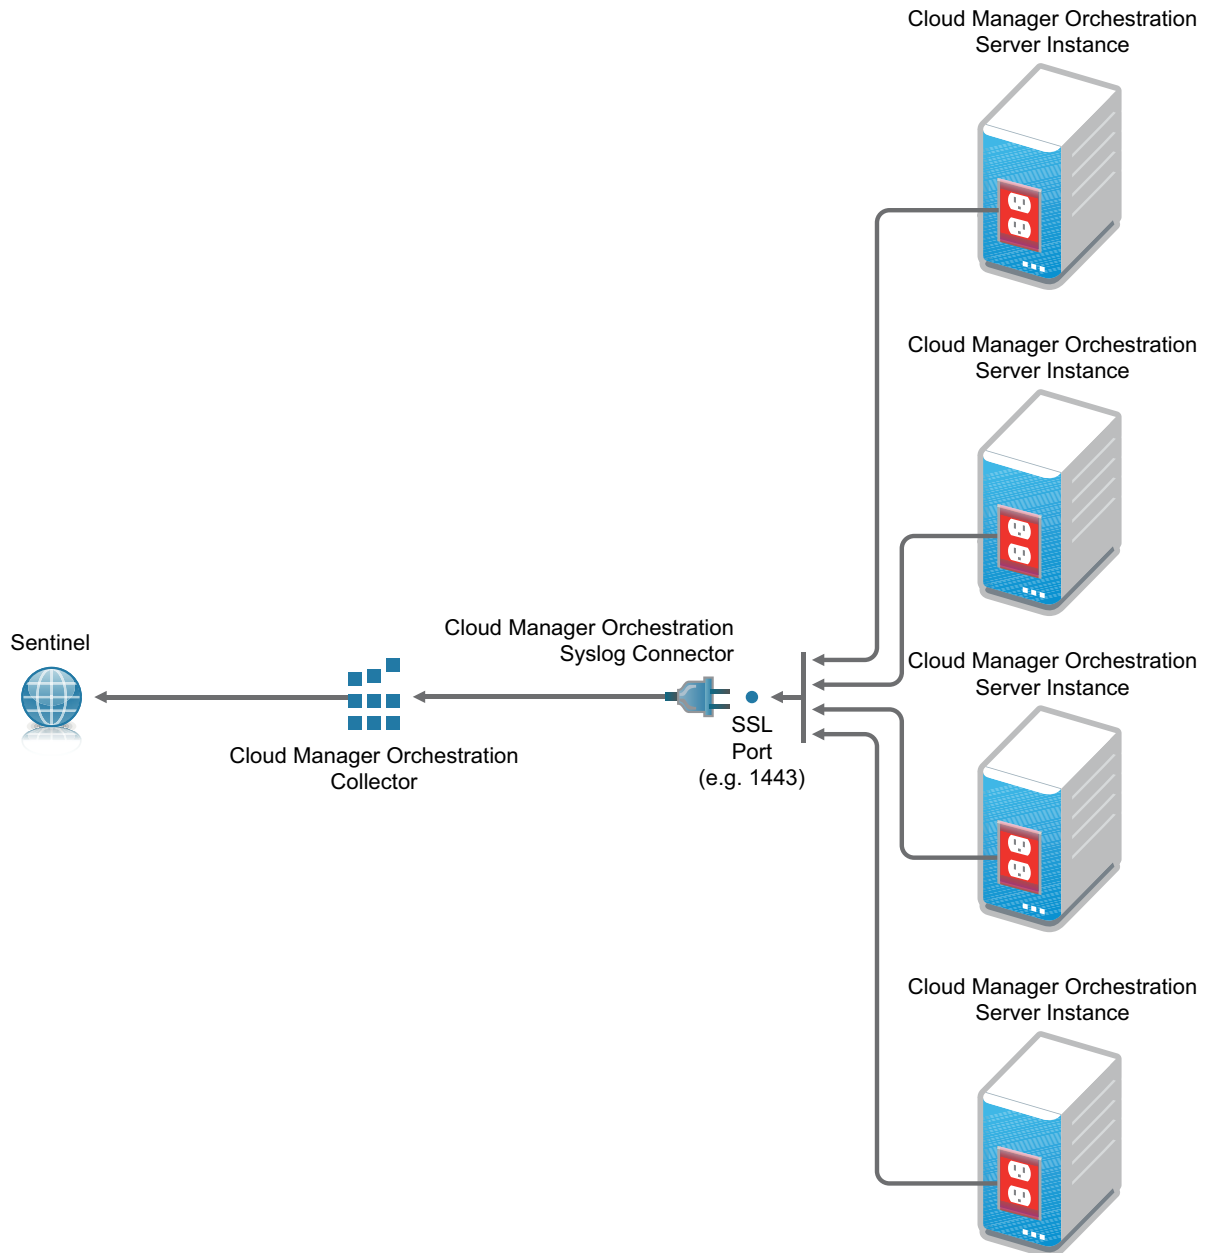 Cloud Manager Orchestration
Server Instance
Cloud Manager Orchestration
Server Instance
Sentinel
Cloud Manager Orchestration
Syslog Connector
Cloud Manager Orchestration
Server Instance
SSL
Port
(e.g. 1443)
Cloud Manager Orchestration
Collector
Cloud Manager Orchestration
Server Instance